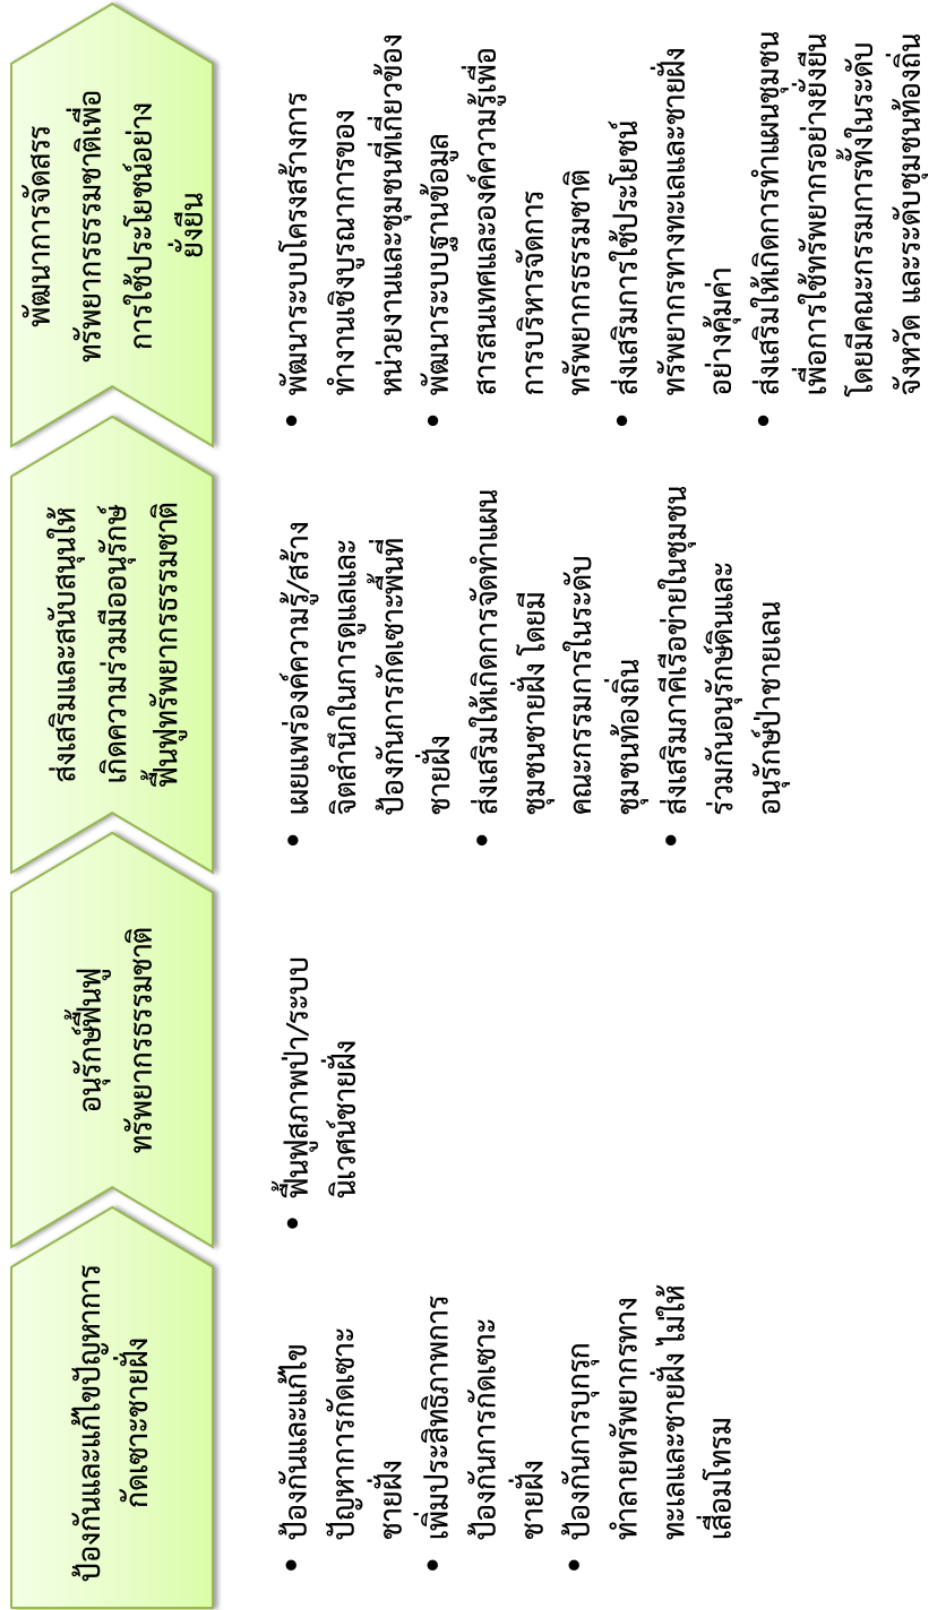 ป้องกันและแก้ไขปัญหาการ
กัดเซาะชายฝั่ง
อนุรักษ์ฟื้นฟู
ทรัพยากรธรรมชาติ
ส่งเสริมและสนับสนุนให้
เกิดความร่วมมืออนุรักษ์
ฟื้นฟูทรัพยากรธรรมชาติ
พัฒนาการจัดสรร
ทรัพยากรธรรมชาติเพื่อ
การใช้ประโยชน์อย่าง
ยั่งยืน
• ป้องกันและแก้ไข
ปัญหาการกัดเซาะ
ชายฝั่ง
• เพิ่มประสิทธิภาพการ
ป้องกันการกัดเซาะ
ชายฝั่ง
• ป้องกันการบุกรุก
ทำลายทรัพยากรทาง
ทะเลและชายฝั่ง ไม่ให้
เสื่อมโทรม
• ฟื้นฟูสภาพป่า/ระบบ
นิเวศน์ชายฝั่ง
• เผยแพร่องค์ความรู้/สร้าง
จิตสำนึกในการดูแลและ
ป้องกันการกัดเซาะพื้นที่
ชายฝั่ง
• ส่งเสริมให้เกิดการจัดทำแผน
ชุมชนชายฝั่ง โดยมี
คณะกรรมการในระดับ
ชุมชนท้องถิ่น
• ส่งเสริมภาคีเรือข่ายในชุมชน
ร่วมกันอนุรักษ์ดินและ
อนุรักษ์ป่าชายเลน
• พัฒนาระบบโครงสร้างการ
ทำงานเชิงบูรณาการของ
หน่วยงานและชุมชนที่เกี่ยวข้อง
• พัฒนาระบบฐานข้อมูล
สารสนเทศและองค์ความรู้เพื่อ
การบริหารจัดการ
ทรัพยากรธรรมชาติ
• ส่งเสริมการใช้ประโยชน์
ทรัพยากรทางทะเลและชายฝั่ง
อย่างคุ้มค่า
• ส่งเสริมให้เกิดการทำแผนชุมชน
เพื่อการใช้ทรัพยากรอย่างยั่งยืน
โดยมีคณะกรรมการทั้งในระดับ
จังหวัด และระดับชุมชนท้องถิ่น